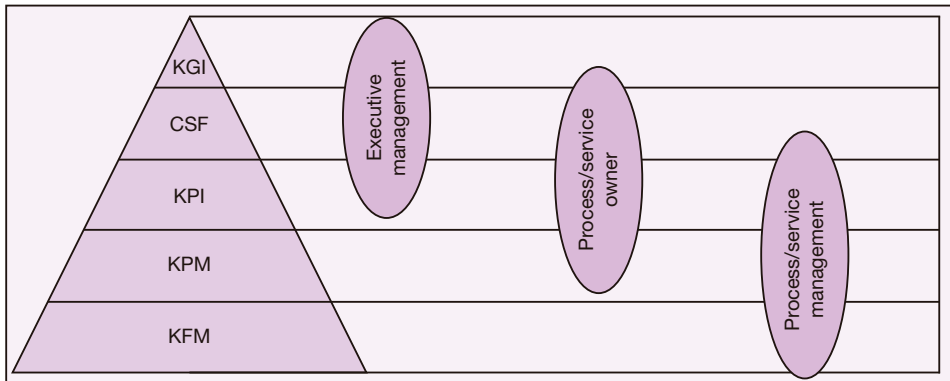 KGI
CSF
KPI
KPM
KFM
Executive
management
Process/service
owner
Process/service
management